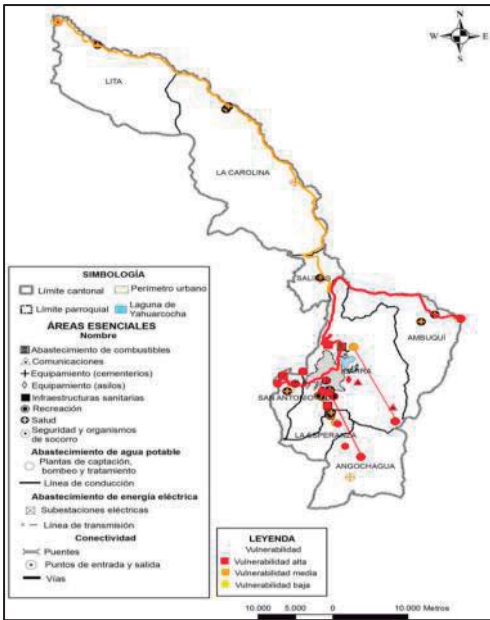 N
W E
S
LITA
LA CAROLINA
SALINAS
AMBUQUÍ
IBARRA
SAN ANTONIO
LA ESPERANZA
ANGOCHAGUA
SIMBOLOGÍA
Límite cantonal
Perímetro urbano
Límite parroquial
Laguna de
Yahuarcocha
ÁREAS ESENCIALES
Nombre
Abastecimiento de combustibles
Comunicaciones
Equipamiento (cementerios)
Equipamiento (asilos)
Infraestructuras sanitarias
Recreación
Salud
Seguridad y organismos
de socorro
Abastecimiento de agua potable
Plantas de captación,
bombeo y tratamiento
Línea de conducción
Abastecimiento de energía eléctrica
Subestaciones eléctricas
Línea de transmisión
Conectividad
Puentes
Puntos de entrada y salida
Vías
LEYENDA
Vulnerabilidad
Vulnerabilidad alta
Vulnerabilidad media
Vulnerabilidad baja
10.000 5.000 0 10.000 Metros